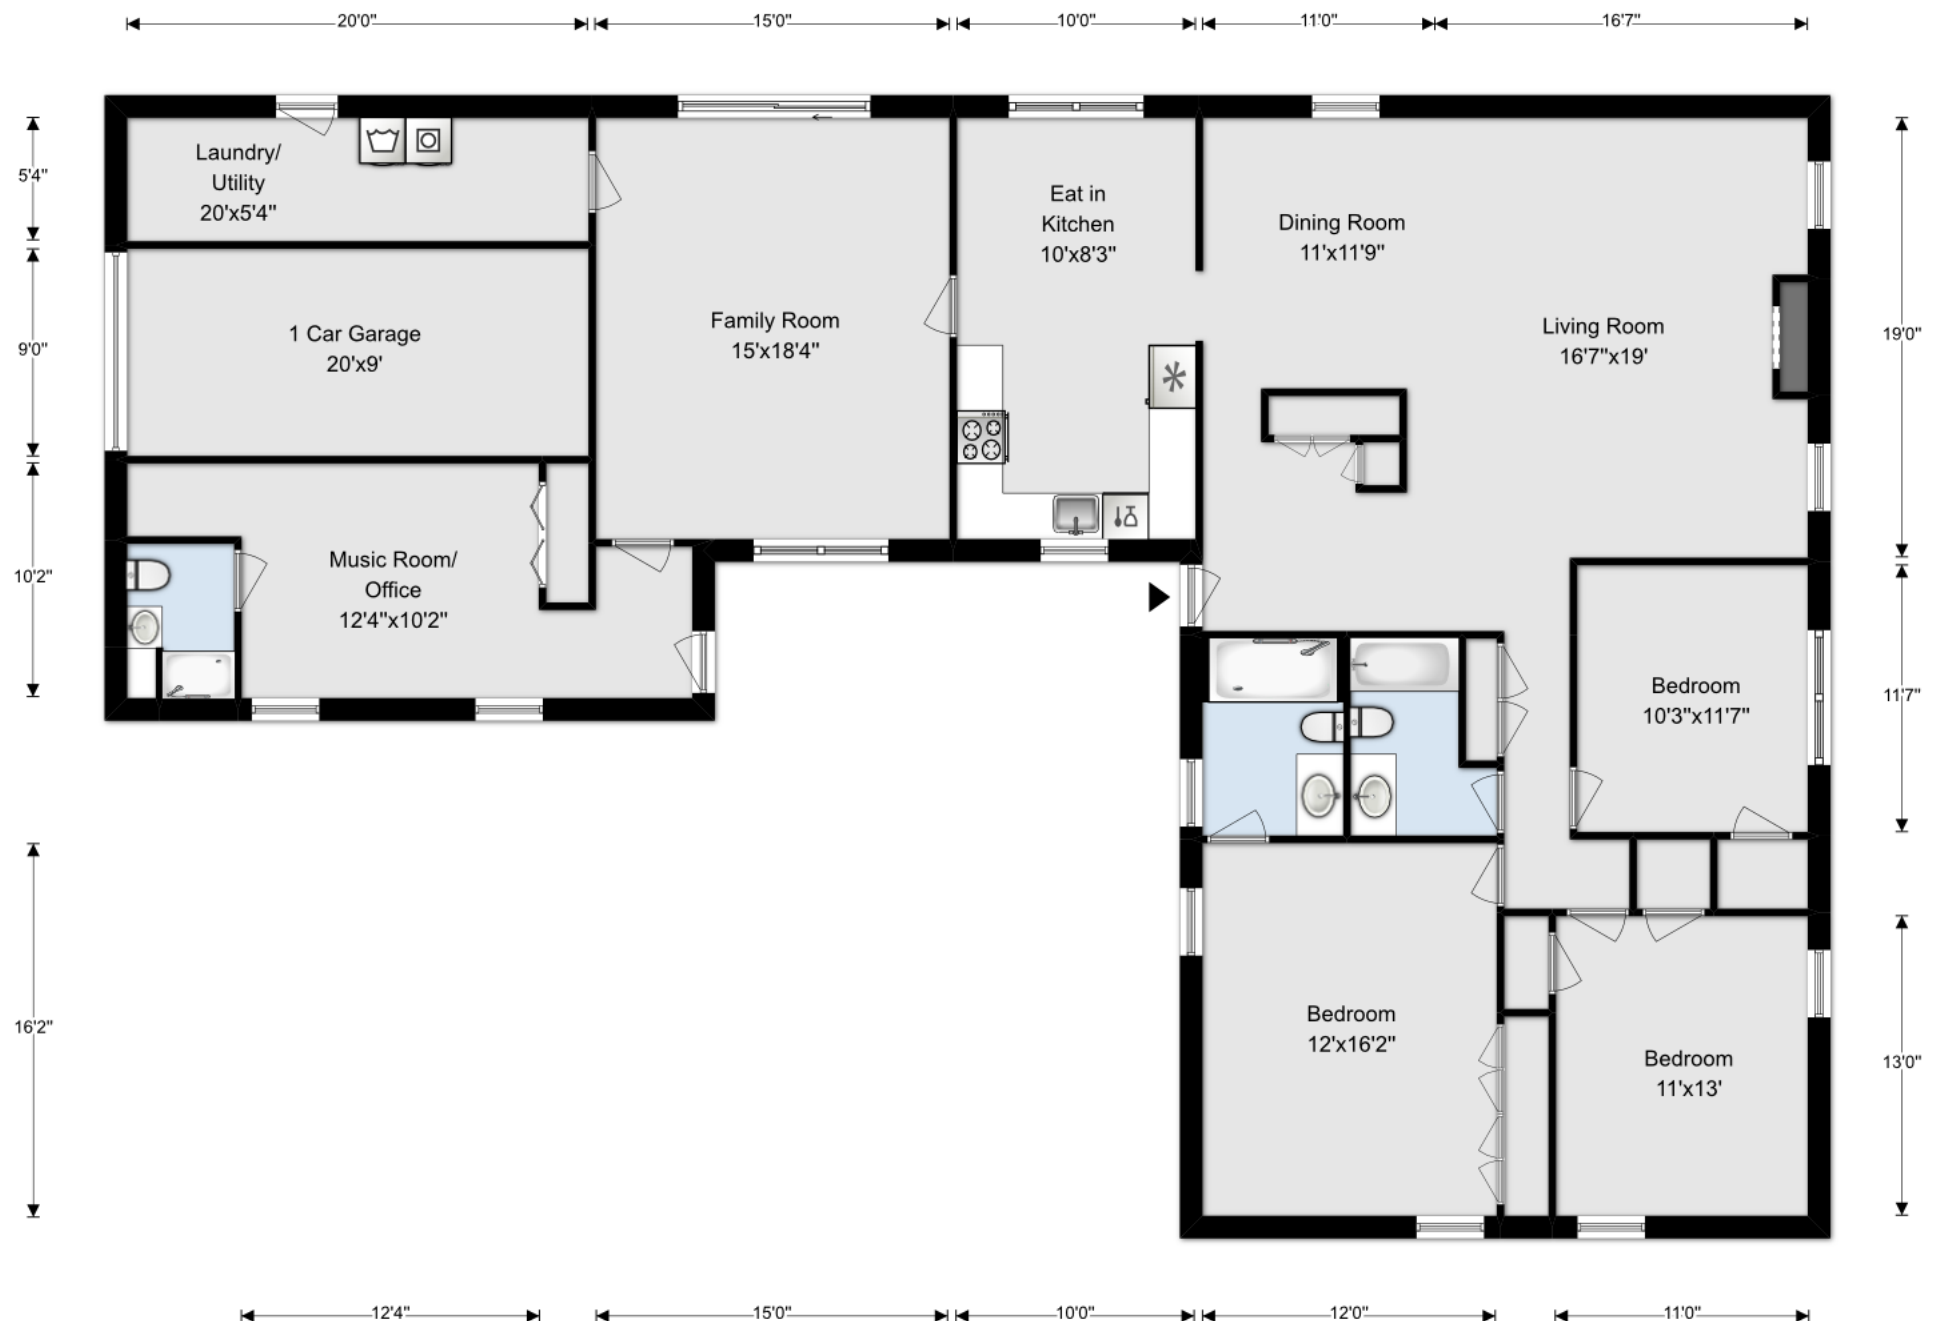 20'0"
15'0"
10'0"
11'0"
16'7"
5'4"
9'0"
10'2"
16'2"
Laundry/
Utility
20'x5'4"
1 Car Garage
20'x9'
Music Room/
Office
12'4"x10'2"
Family Room
15'x18'4"
Eat in
Kitchen
10'x8'3"
Dining Room
11'x11'9"
Living Room
16'7"x19'
Bedroom
10'3"x11'7"
Bedroom
12'x16'2"
Bedroom
11'x13'
19'0"
11'7"
13'0"
12'4"
15'0"
10'0"
12'0"
11'0"